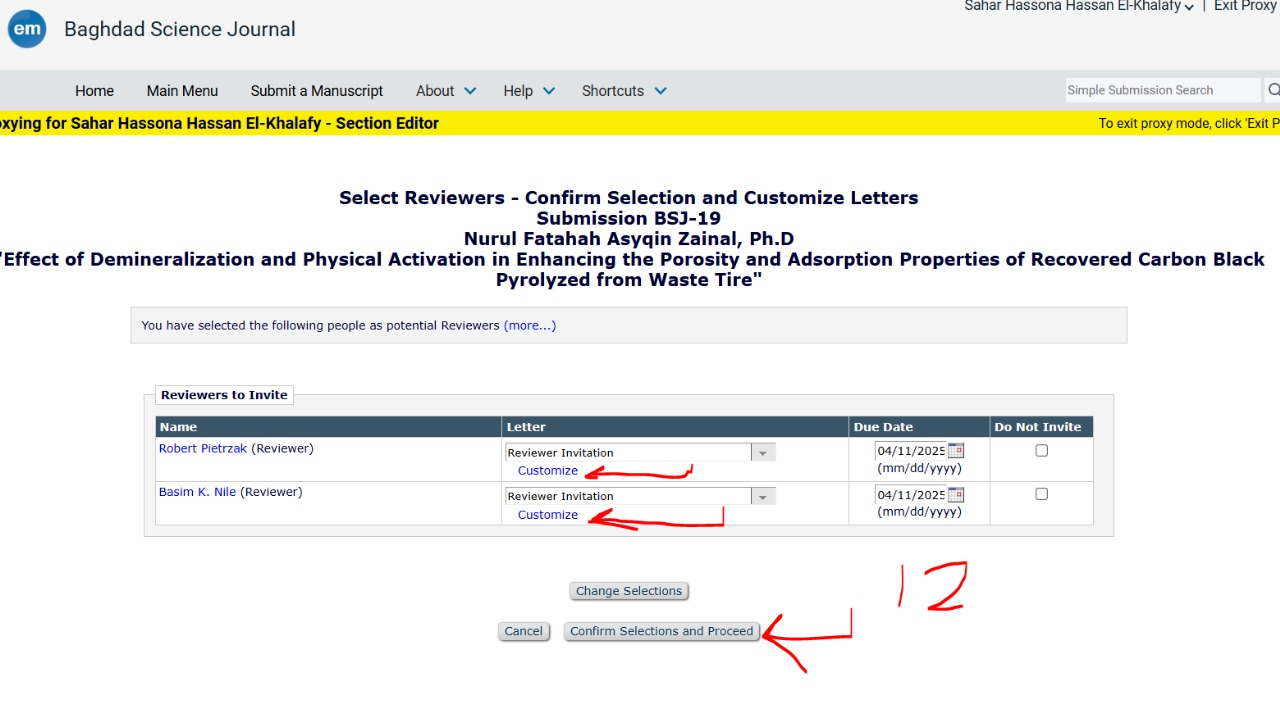 Sahar Hassona Hassan El-Khalafy | Exit Proxy
em Baghdad Science Journal
Home Main Menu Submit a Manuscript About Help Shortcuts Simple Submission Search
oxying for Sahar Hassona Hassan El-Khalafy - Section Editor To exit proxy mode, click 'Exit P
Select Reviewers - Confirm Selection and Customize Letters
Submission BSJ-19
Nurul Fatahah Asyqin Zainal, Ph.D
"Effect of Demineralization and Physical Activation in Enhancing the Porosity and Adsorption Properties of Recovered Carbon Black
Pyrolyzed from Waste Tire"
You have selected the following people as potential Reviewers (more...)
Reviewers to Invite
Name Letter Due Date Do Not Invite
Robert Pietrzak (Reviewer) Reviewer Invitation 04/11/2025
Customize (mm/dd/yyyy)
Basim K. Nile (Reviewer) Reviewer Invitation 04/11/2025
Customize (mm/dd/yyyy)
Change Selections
12
Cancel Confirm Selections and Proceed